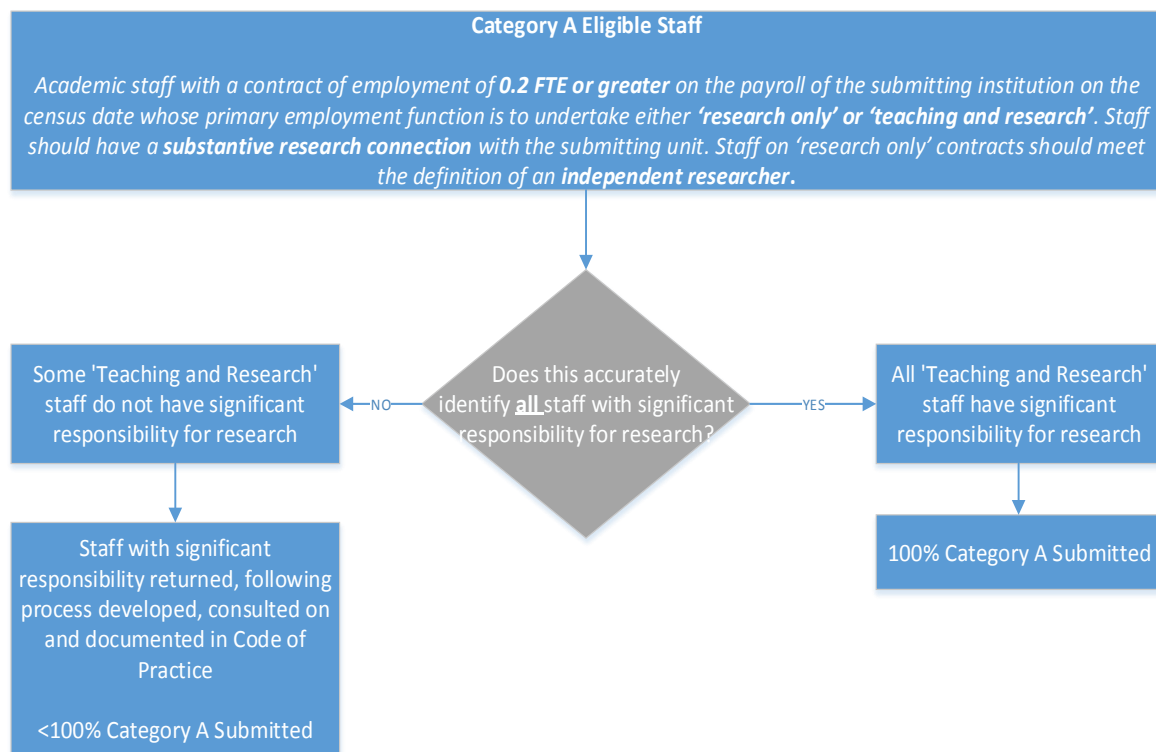 Category A Eligible Staff
Academic staff with a contract of employment of 0.2 FTE or greater on the payroll of the submitting institution on the
census date whose primary employment function is to undertake either ‘research only’ or ‘teaching and research’. Staff
should have a substantive research connection with the submitting unit. Staff on ‘research only’ contracts should meet
the definition of an independent researcher.
Does this accurately
identify all staff with significant
responsibility for research?
NO
YES
Some 'Teaching and Research'
staff do not have significant
responsibility for research
All 'Teaching and Research'
staff have significant
responsibility for research
Staff with significant
responsibility returned, following
process developed, consulted on
and documented in Code of
Practice
<100% Category A Submitted
100% Category A Submitted